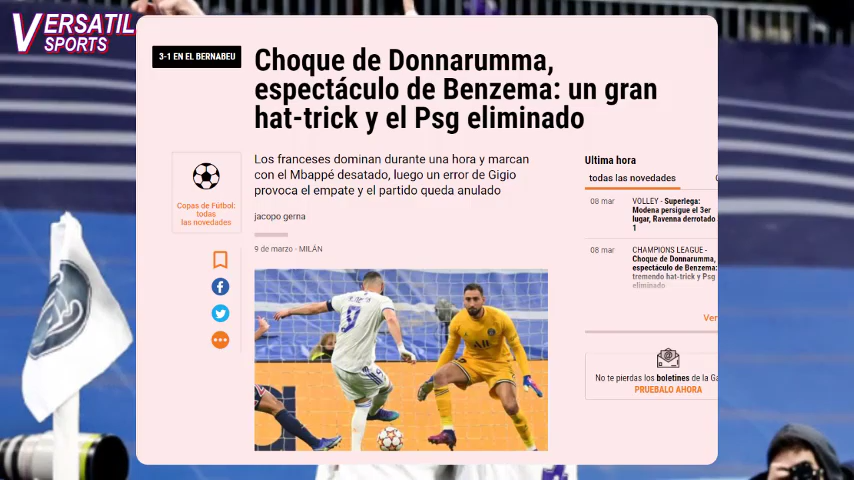 VERSATIL
SPORTS
3-1 EN EL BERNABEU
Choque de Donnarumma,
espectáculo de Benzema: un gran
hat-trick y el Psg eliminado
Los franceses dominan durante una hora y marcan
con el Mbappé desatado, luego un error de Gigio
provoca el empate y el partido queda anulado
jacopo gerna
9 de marzo - MILÁN
Copas de Fútbol:
todas
las novedades
Ultima hora
todas las novedades
08 mar
VOLLEY - Superlega:
Modena persigue el 3er
lugar, Ravenna derrotado
1
08 mar
CHAMPIONS LEAGUE -
Choque de Donnarumma,
espectáculo de Benzema:
tremendo hat-trick y Psg
eliminado
Ver
No te pierdas los boletines de la Ga
PRUEBALO AHORA
9